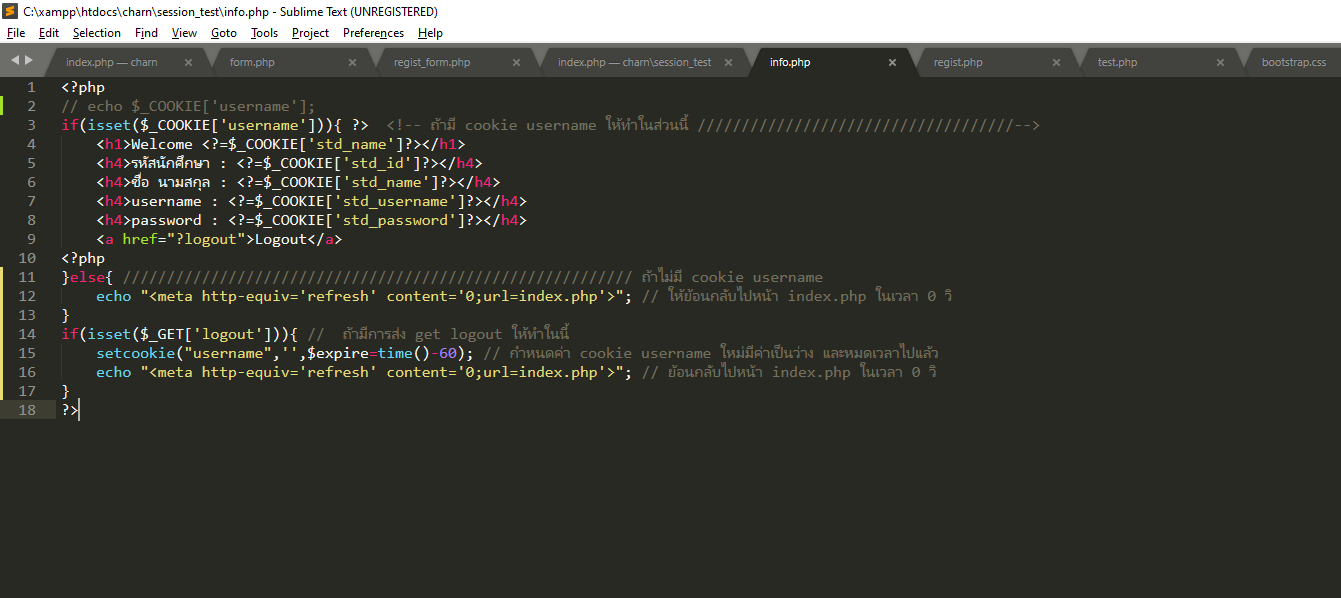 C:\xampp\htdocs\charn\session_test\info.php - Sublime Text (UNREGISTERED)
File Edit Selection Find View Goto Tools Project Preferences Help
index.php — charn × form.php × regist_form.php × index.php — charn\session_test × info.php × regist.php × test.php × bootstrap.css
1 <?php
2 // echo $_COOKIE['username'];
3 if(isset($_COOKIE['username'])){ ?>  <!-- ถ้ามี cookie username ให้ทำในส่วนนี้ ////////////////////////////////////-->
4     <h1>Welcome <?=$_COOKIE['std_name']?></h1>
5     <h4>รหัสนักศึกษา : <?=$_COOKIE['std_id']?></h4>
6     <h4>ชื่อ นามสกุล : <?=$_COOKIE['std_name']?></h4>
7     <h4>username : <?=$_COOKIE['std_username']?></h4>
8     <h4>password : <?=$_COOKIE['std_password']?></h4>
9     <a href="?logout">Logout</a>
10 <?php
11 }else{ ////////////////////////////////////////////////////////// ถ้าไม่มี cookie username
12     echo "<meta http-equiv='refresh' content='0;url=index.php'>"; // ให้ย้อนกลับไปหน้า index.php ในเวลา 0 วิ
13 }
14 if(isset($_GET['logout'])){ //  ถ้ามีการส่ง get logout ให้ทำในนี้
15     setcookie("username",'',$expire=time()-60); // กำหนดค่า cookie username ใหม่มีค่าเป็นว่าง และหมดเวลาไปแล้ว
16     echo "<meta http-equiv='refresh' content='0;url=index.php'>"; // ย้อนกลับไปหน้า index.php ในเวลา 0 วิ
17 }
18 ?>